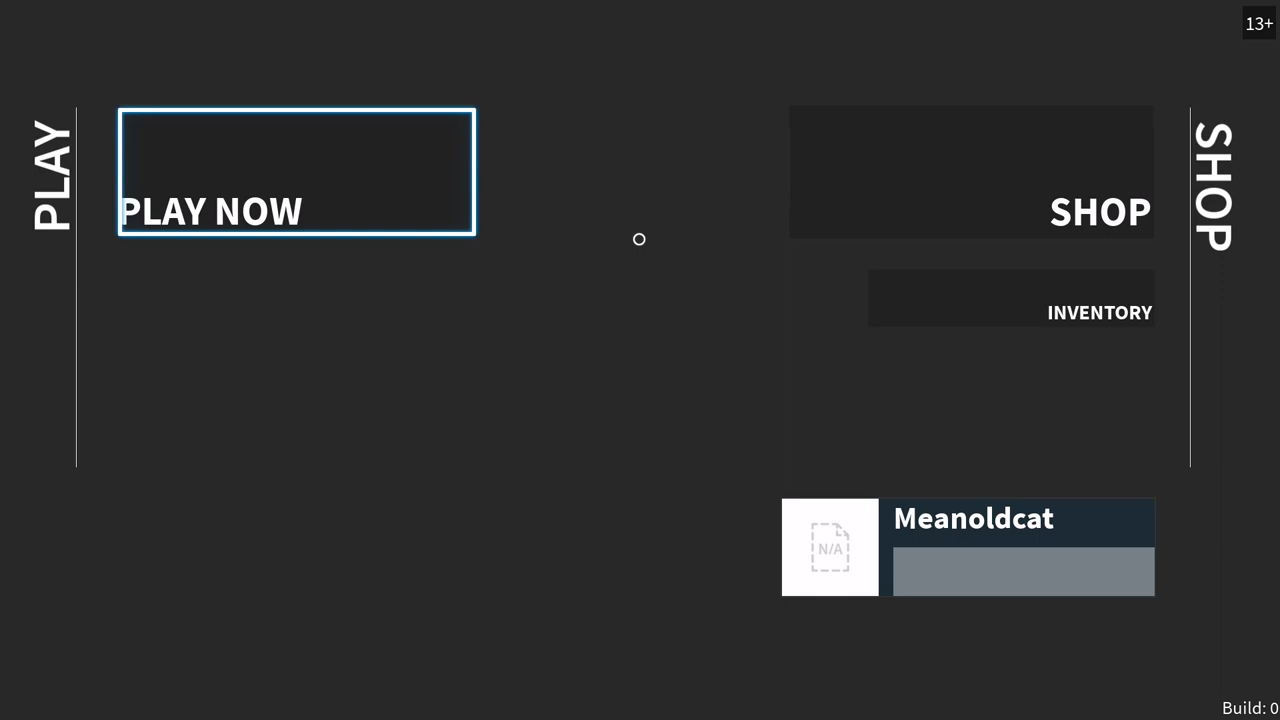 13+
PLAY
PLAY NOW
SHOP
SHOP
INVENTORY
N/A
Meanoldcat
Build: 0